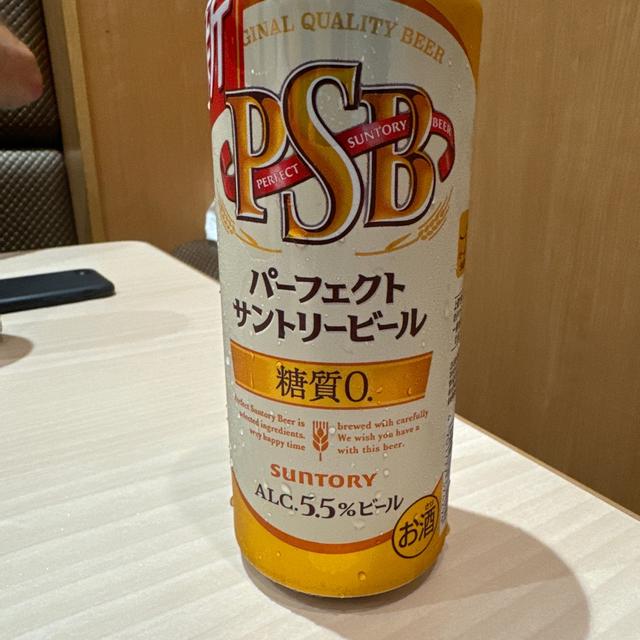 GINAL QUALITY BEER
PSB
PERFECT SUNTORY BEER
パーフェクト
サントリービール
糖質0.
Perfect Suntory Beer is brewed with carefully
selected ingredients. We wish you have a
very happy time with this beer.
SUNTORY
ALC.5.5%ビール
お酒